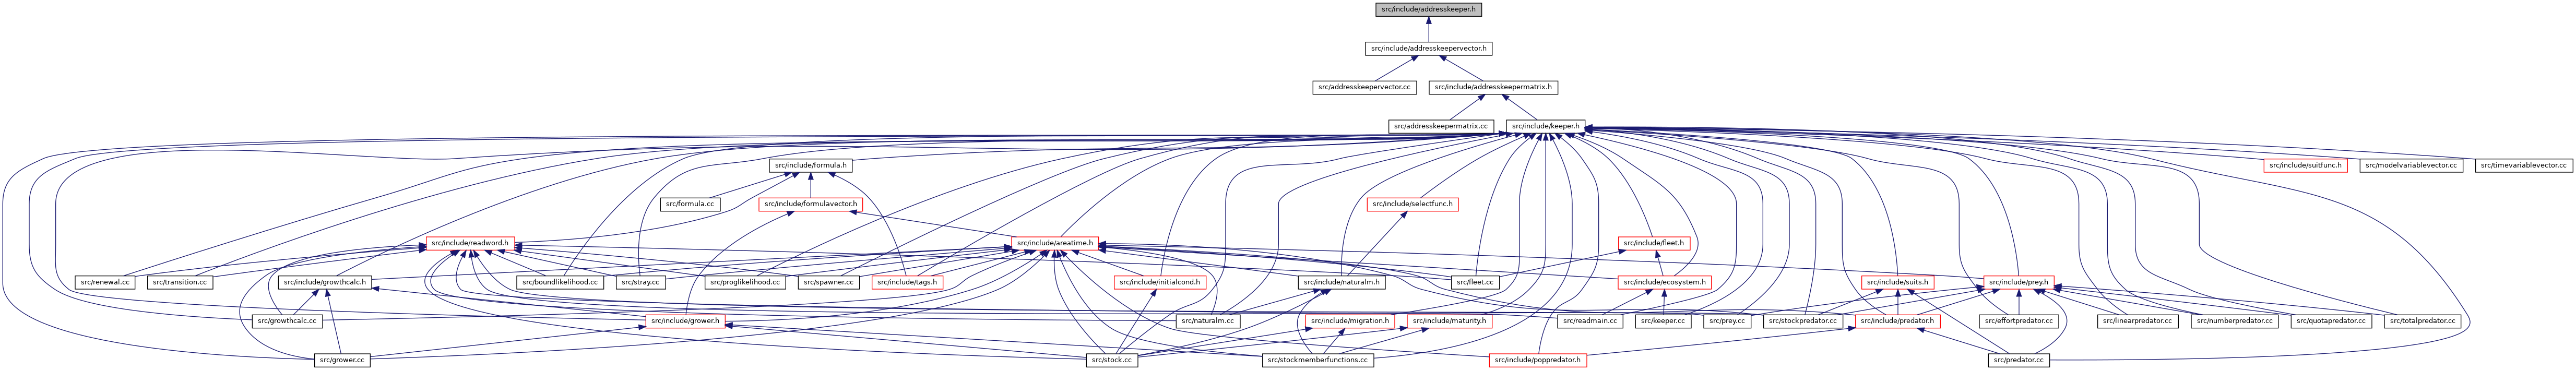 src/include/addresskeeper.h
src/include/addresskeepervector.h
src/addresskeepervector.cc
src/include/addresskeepermatrix.h
src/addresskeepermatrix.cc
src/include/keeper.h
src/include/formula.h
src/include/suitfunc.h
src/modelvariablevector.cc
src/timevariablevector.cc
src/formula.cc
src/include/formulavector.h
src/include/selectfunc.h
src/include/readword.h
src/include/areatime.h
src/include/fleet.h
src/renewal.cc
src/transition.cc
src/include/growthcalc.h
src/boundlikelihood.cc
src/stray.cc
src/proglikelihood.cc
src/spawner.cc
src/include/tags.h
src/include/initialcond.h
src/include/naturalm.h
src/fleet.cc
src/include/ecosystem.h
src/include/suits.h
src/include/prey.h
src/growthcalc.cc
src/include/grower.h
src/naturalm.cc
src/include/migration.h
src/include/maturity.h
src/readmain.cc
src/keeper.cc
src/prey.cc
src/stockpredator.cc
src/include/predator.h
src/effortpredator.cc
src/linearpredator.cc
src/numberpredator.cc
src/quotapredator.cc
src/totalpredator.cc
src/grower.cc
src/stock.cc
src/stockmemberfunctions.cc
src/include/poppredator.h
src/predator.cc